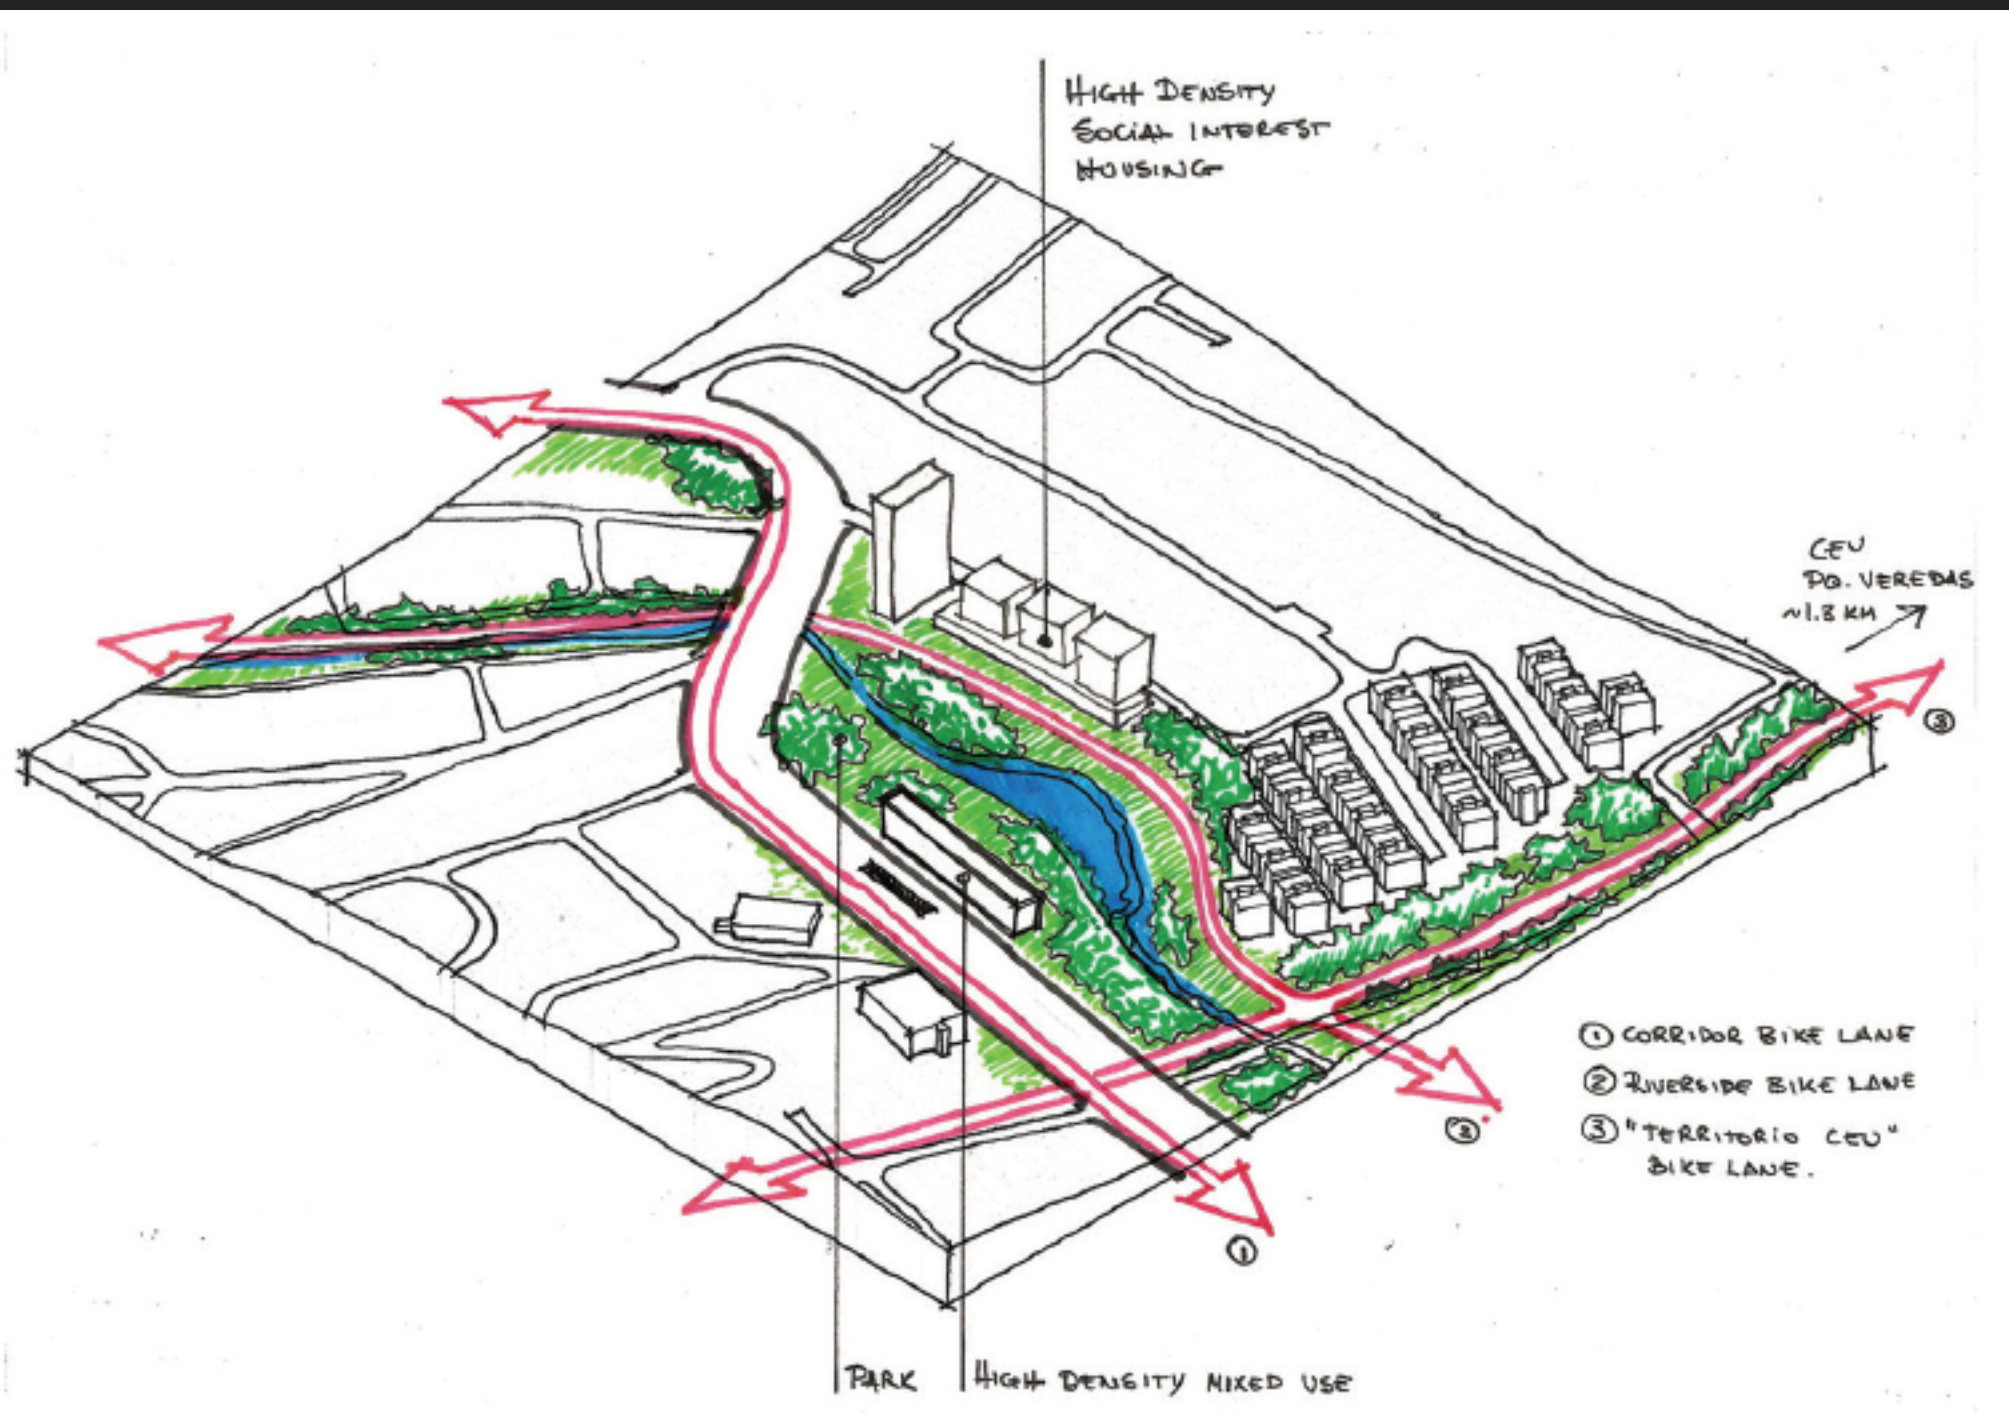 HIGH DENSITY
SOCIAL INTEREST
HOUSING
CEU
PQ. VEREDAS
~1.8 KM
3
1 CORRIDOR BIKE LANE
2 RIVERSIDE BIKE LANE
3 "TERRITORIO CEU"
BIKE LANE.
2
1
PARK
HIGH DENSITY MIXED USE